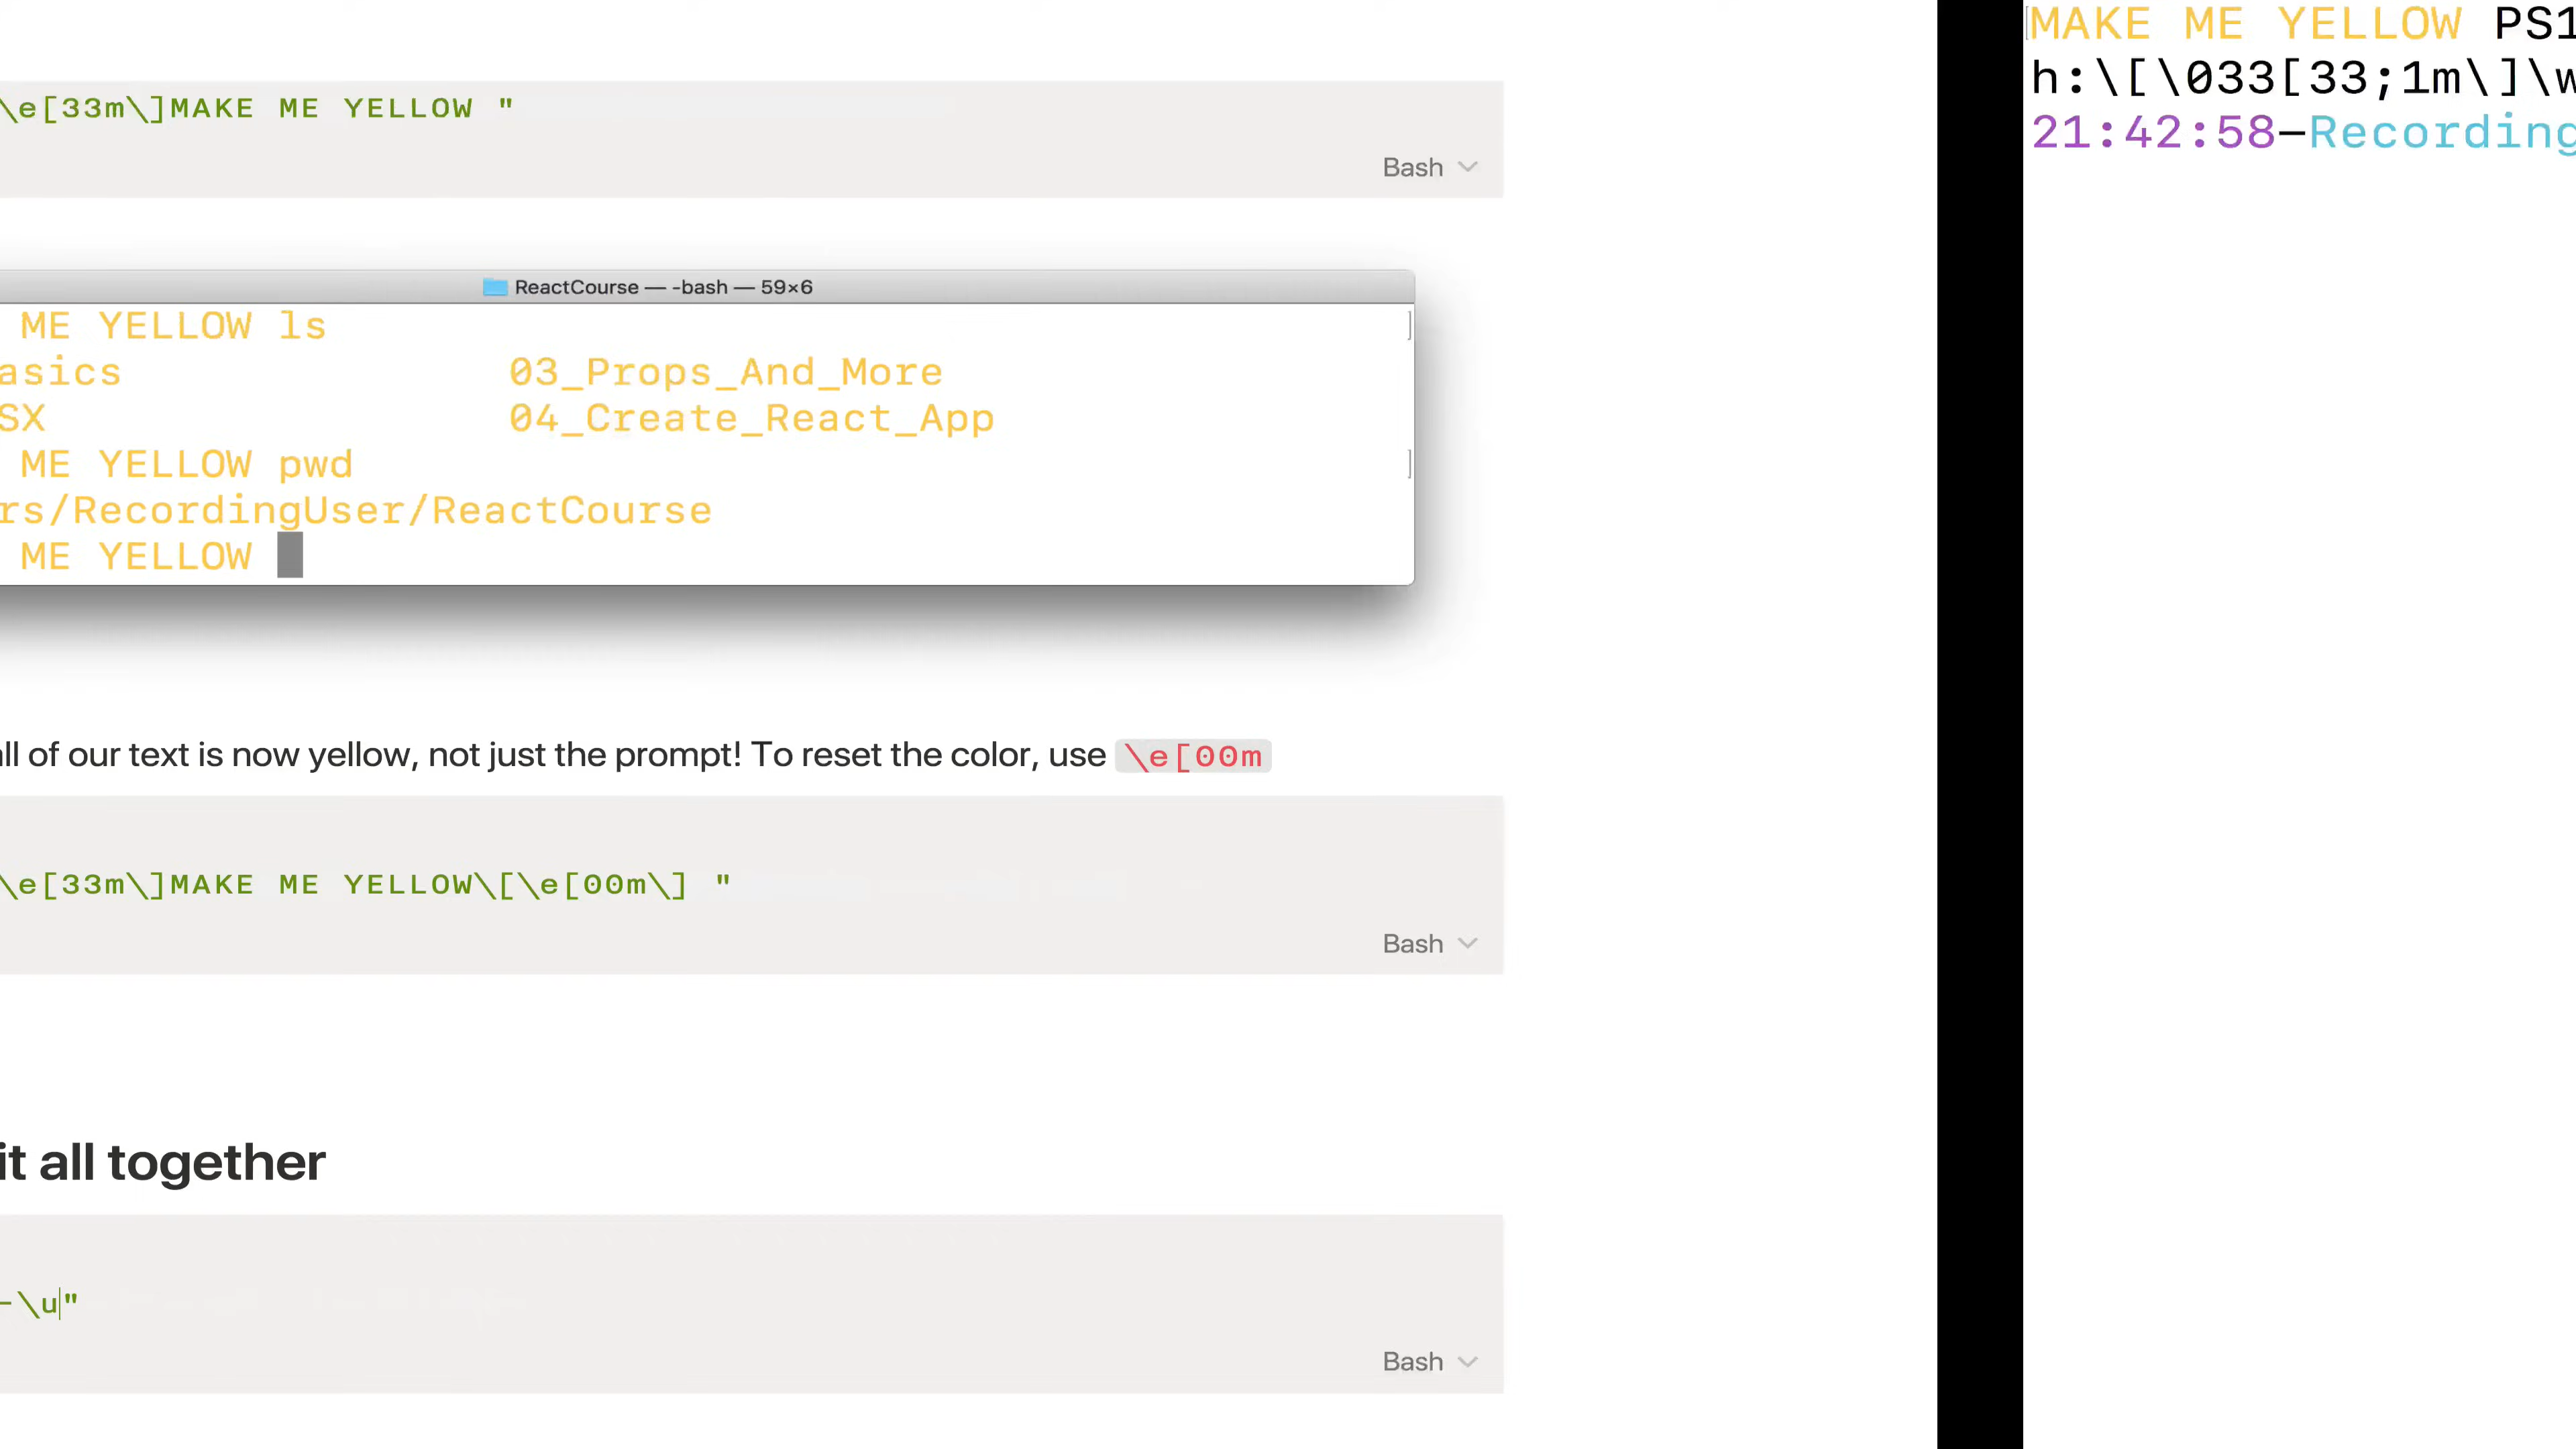 \e[33m\]MAKE ME YELLOW "
Bash
ReactCourse — -bash — 59×6
ME YELLOW ls
asics 03_Props_And_More
SX 04_Create_React_App
ME YELLOW pwd
rs/RecordingUser/ReactCourse
ME YELLOW
all of our text is now yellow, not just the prompt! To reset the color, use \e[00m
\e[33m\]MAKE ME YELLOW\[\e[00m\] "
Bash
it all together
-\u"
Bash
MAKE ME YELLOW PS1
h:\[\033[33;1m\]\w
21:42:58-Recording